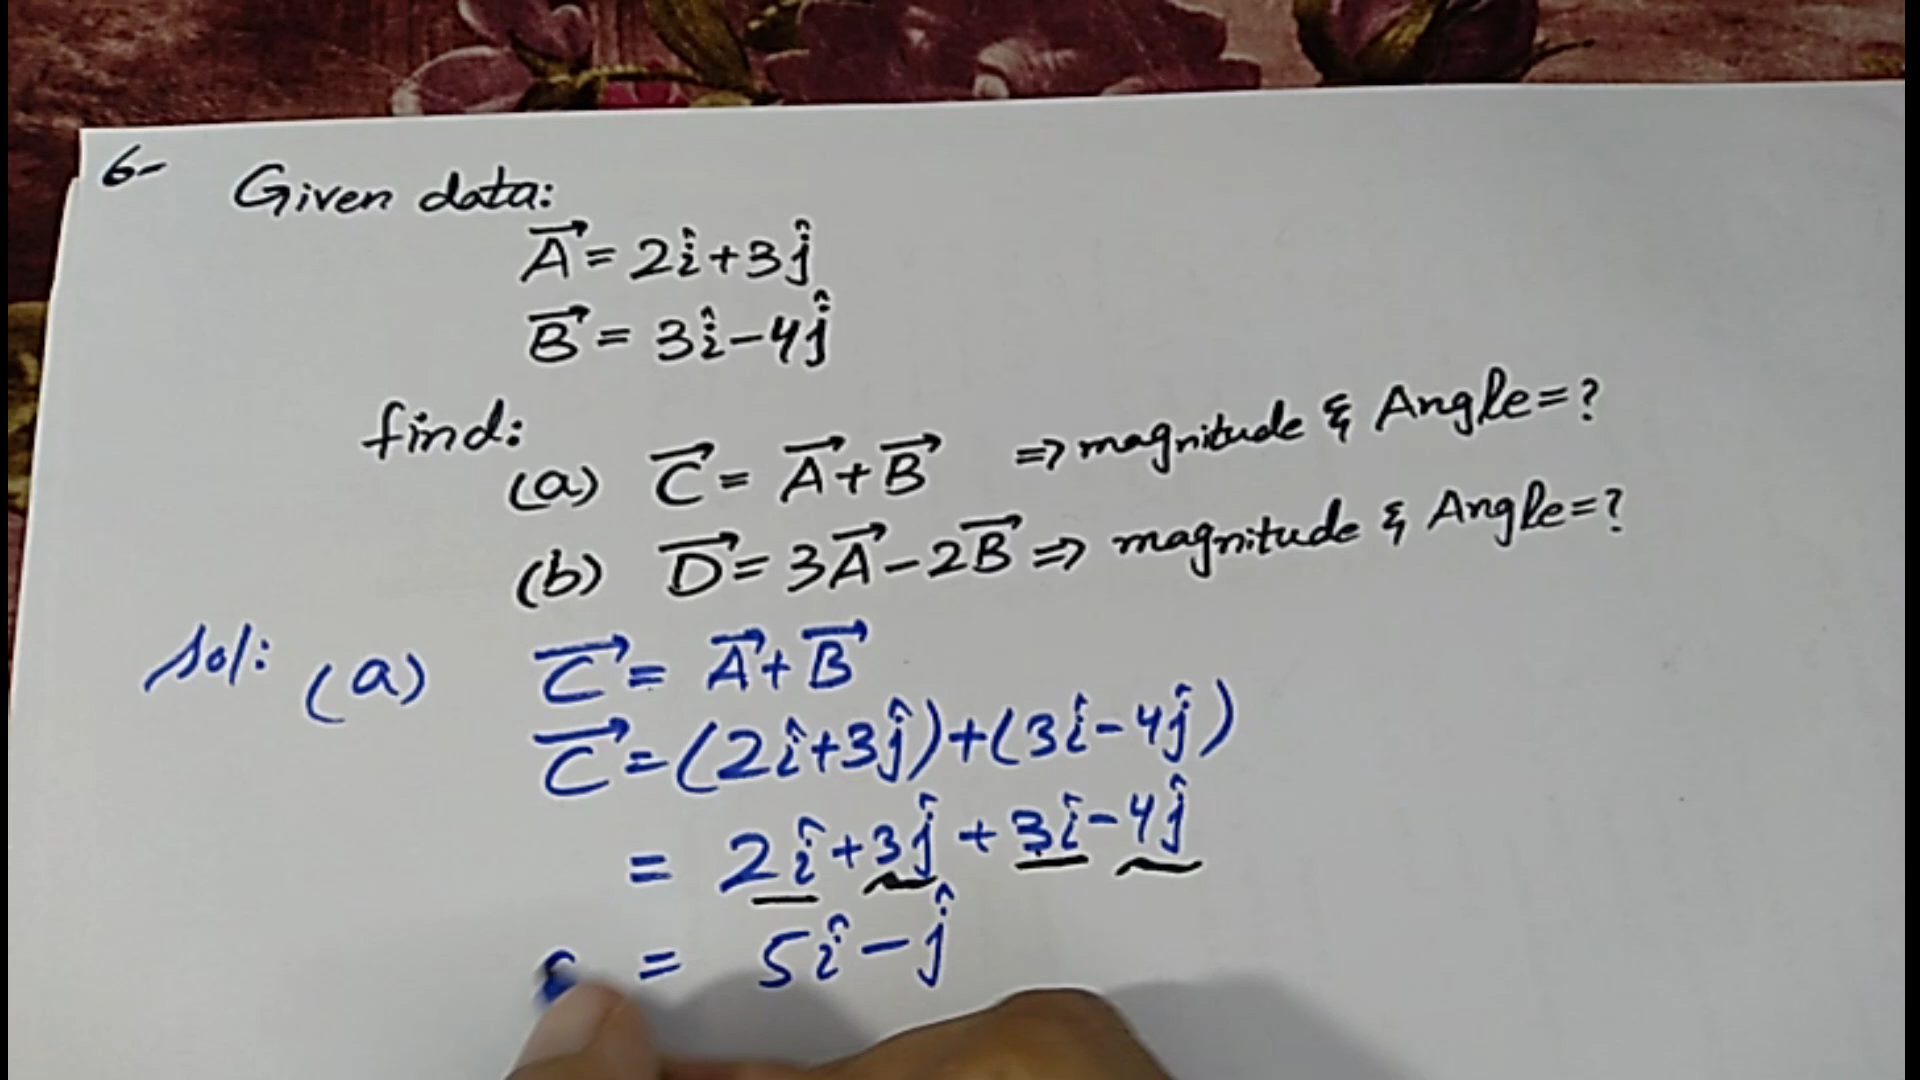 6- Given data:
A⃗ = 2î+3ĵ
B⃗ = 3î-4ĵ
find:
(a) C⃗ = A⃗+B⃗ ⇒ magnitude & Angle=?
(b) D⃗ = 3A⃗-2B⃗ ⇒ magnitude & Angle=?
Sol: (a) C⃗ = A⃗+B⃗
C⃗ = (2î+3ĵ)+(3î-4ĵ)
= 2î+3ĵ + 3î-4ĵ
= 5î-ĵ